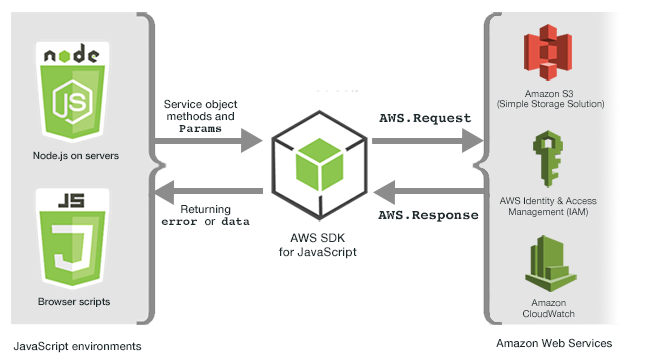 node
JS
Node.js on servers
JS
Browser scripts
JavaScript environments
Service object
methods and
Params
Returning
error or data
AWS SDK
for JavaScript
AWS.Request
AWS.Response
Amazon S3
(Simple Storage Solution)
AWS Identity & Access
Management (IAM)
Amazon
CloudWatch
Amazon Web Services